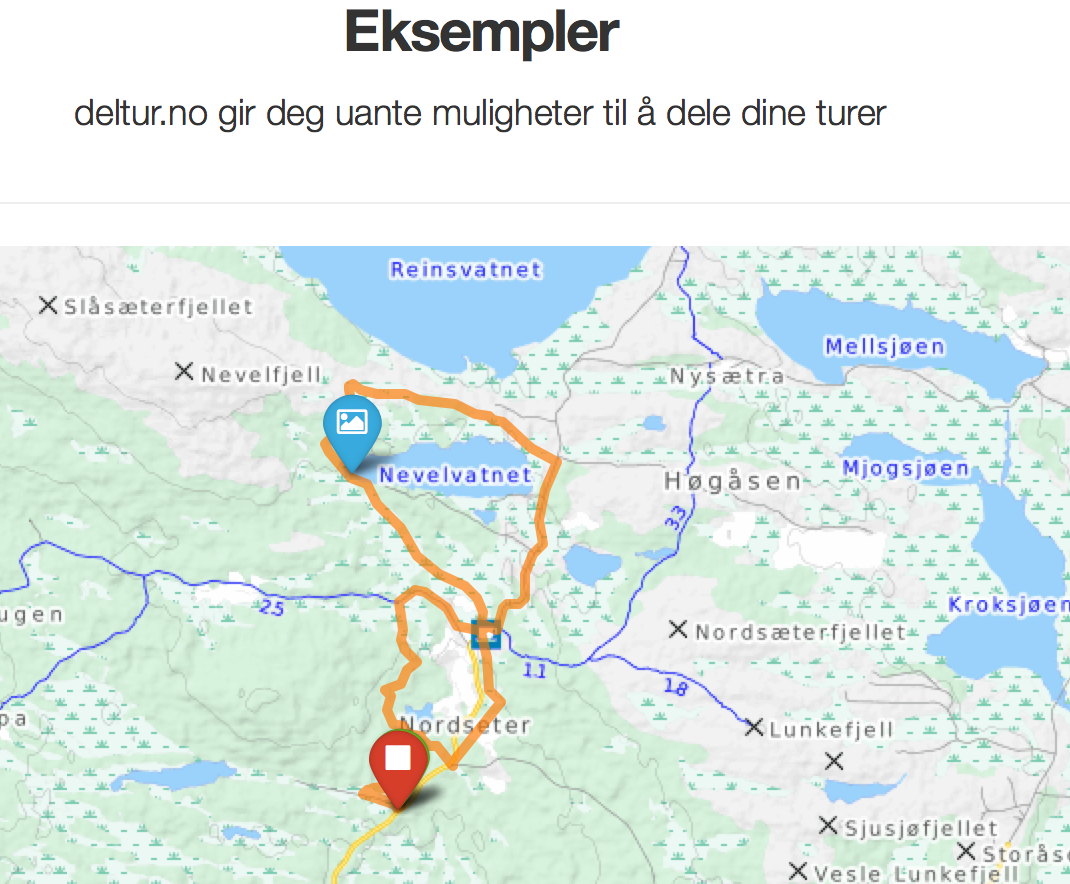 Eksempler
deltur.no gir deg uante muligheter til å dele dine turer
Reinsvatnet
Slåsæterfjellet
Mellsjøen
Nevelfjell
Nysætra
Mjogsjøen
Nevelvatnet
Høgåsen
33
25
Kroksjøen
ugen
Nordsæterfjellet
11
18
pa
Nordseter
Lunkefjell
Sjusjøfjellet
Storås
Vesle Lunkefjell